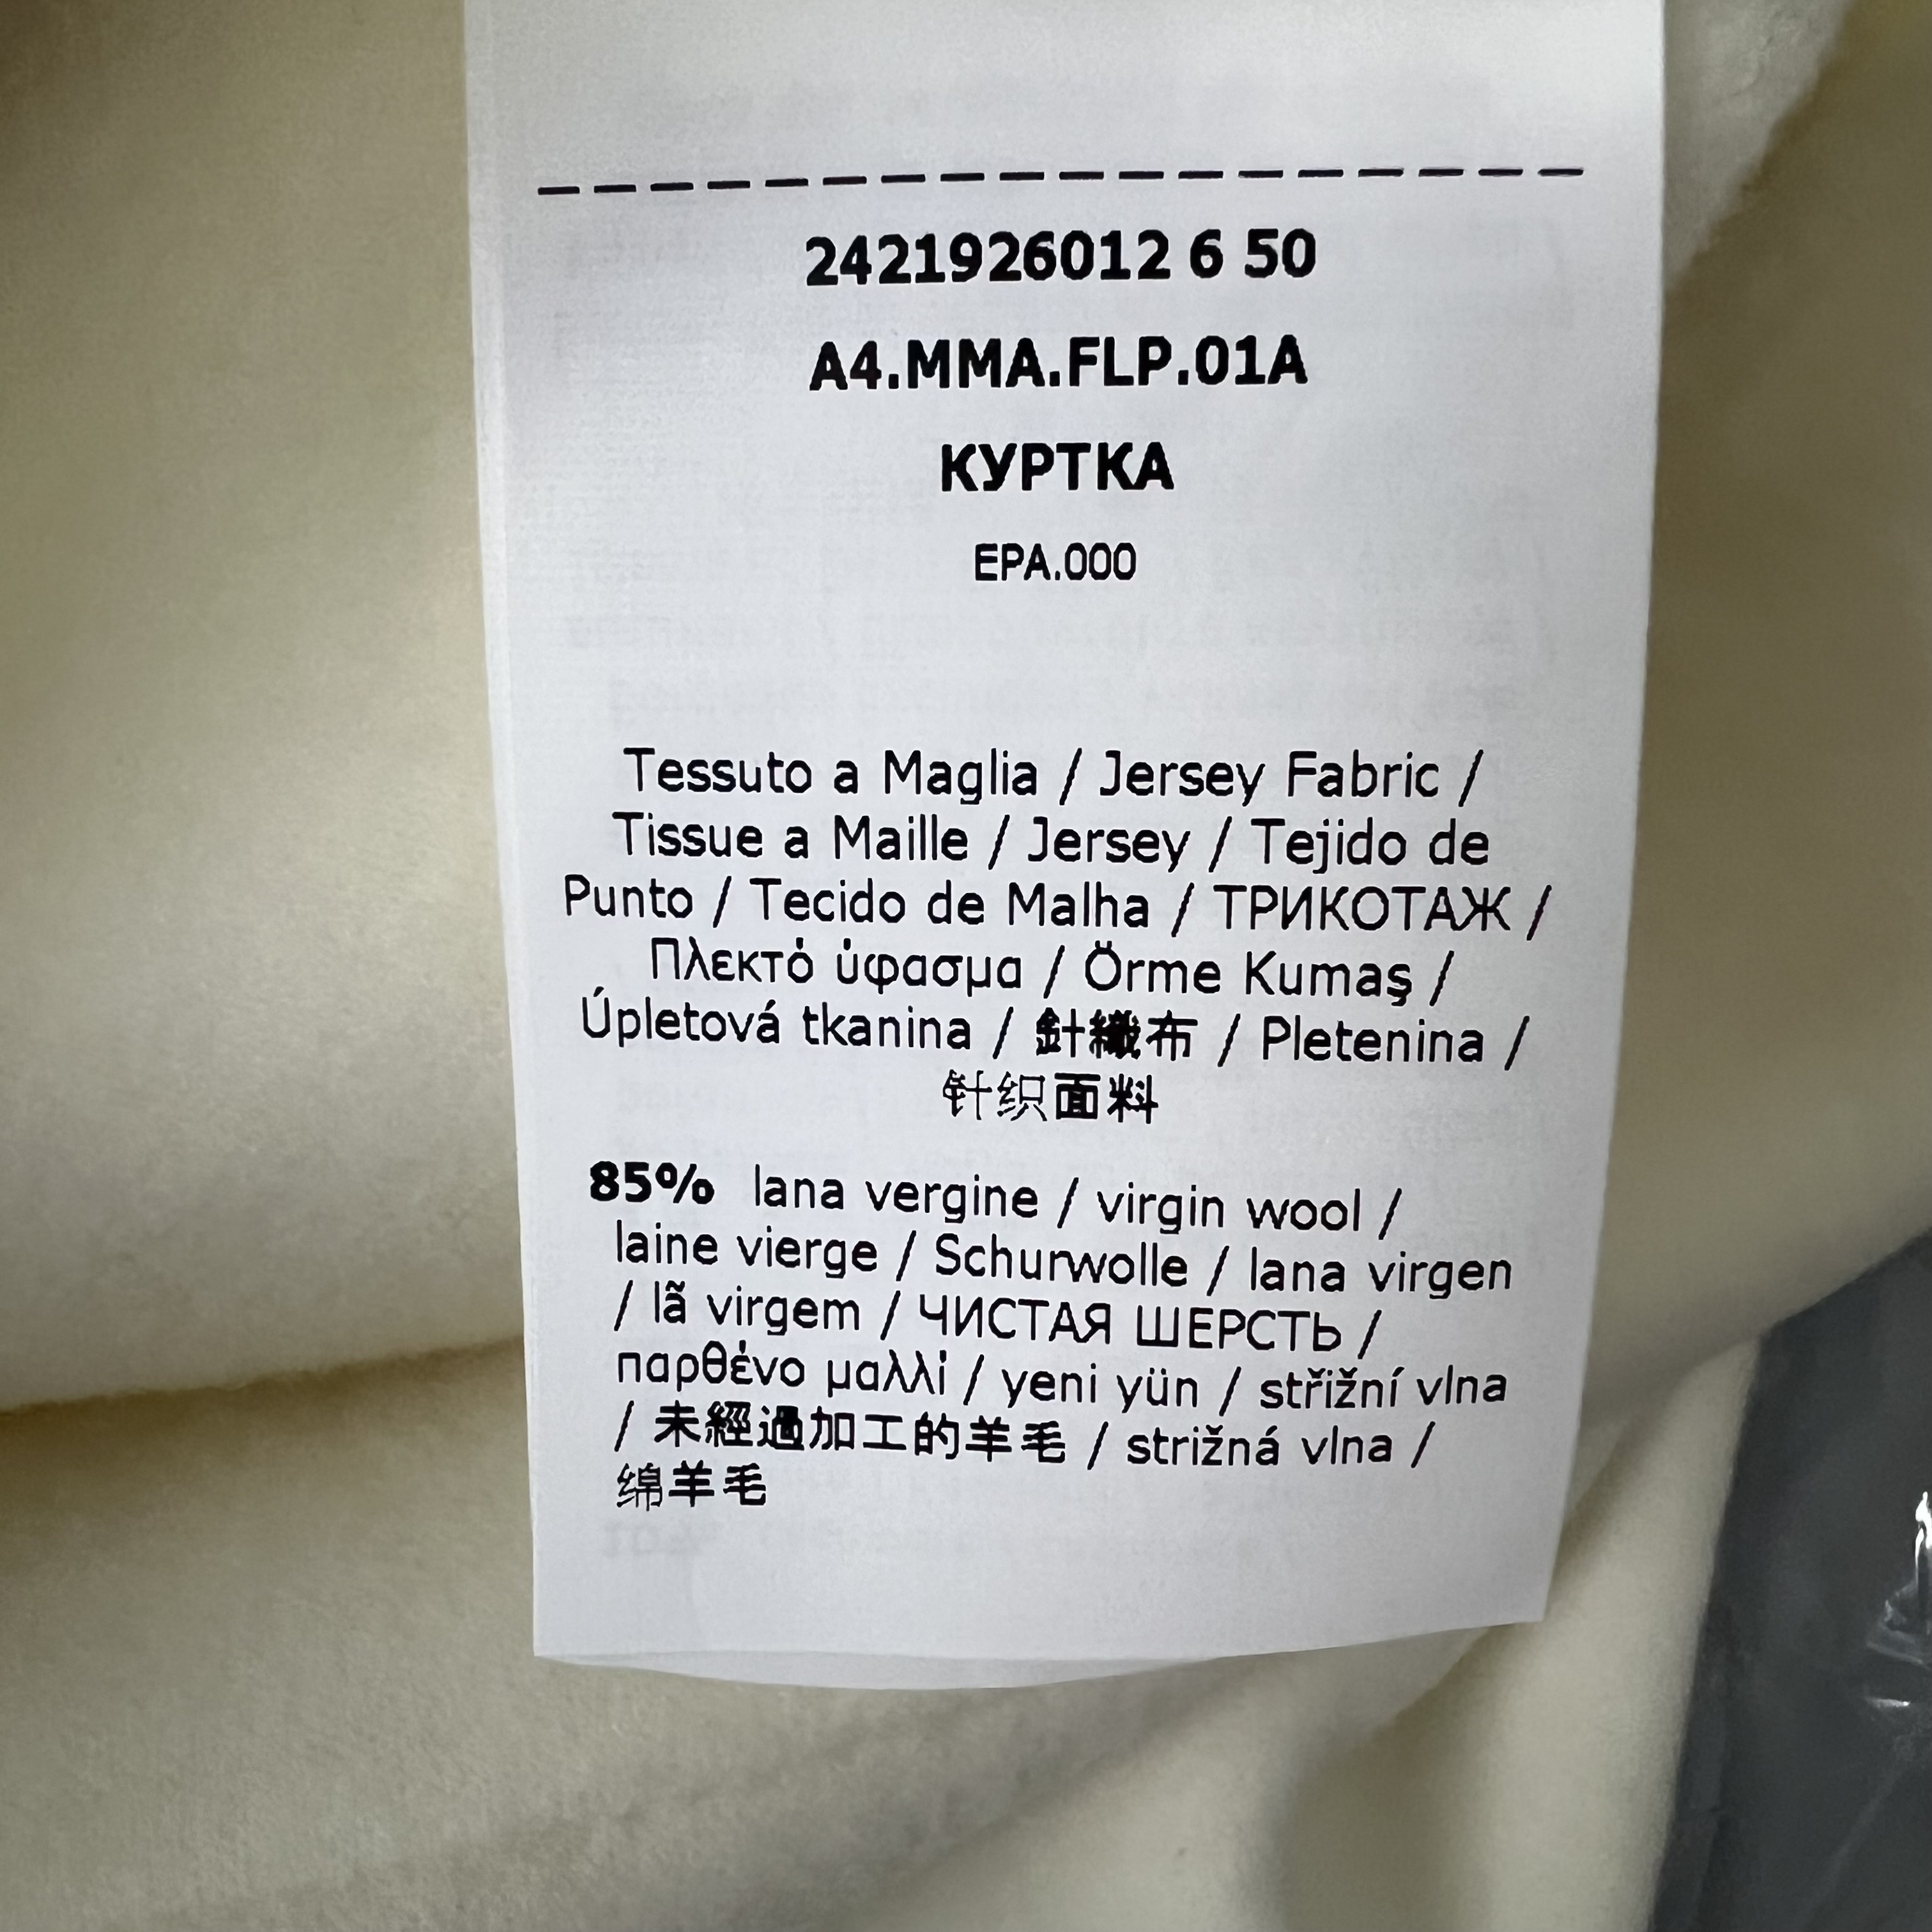 2421926012 6 50
A4.MMA.FLP.01A
КУРТКА
EPA.000
Tessuto a Maglia / Jersey Fabric /
Tissue a Maille / Jersey / Tejido de
Punto / Tecido de Malha / ТРИКОТАЖ /
Πλεκτό ύφασμα / Örme Kumaş /
Úpletová tkanina / 針織布 / Pletenina /
针织面料
85% lana vergine / virgin wool /
laine vierge / Schurwolle / lana virgen
/ lã virgem / ЧИСТАЯ ШЕРСТЬ /
παρθένο μαλλί / yeni yün / střižní vlna
/ 未經過加工的羊毛 / strižná vlna /
绵羊毛